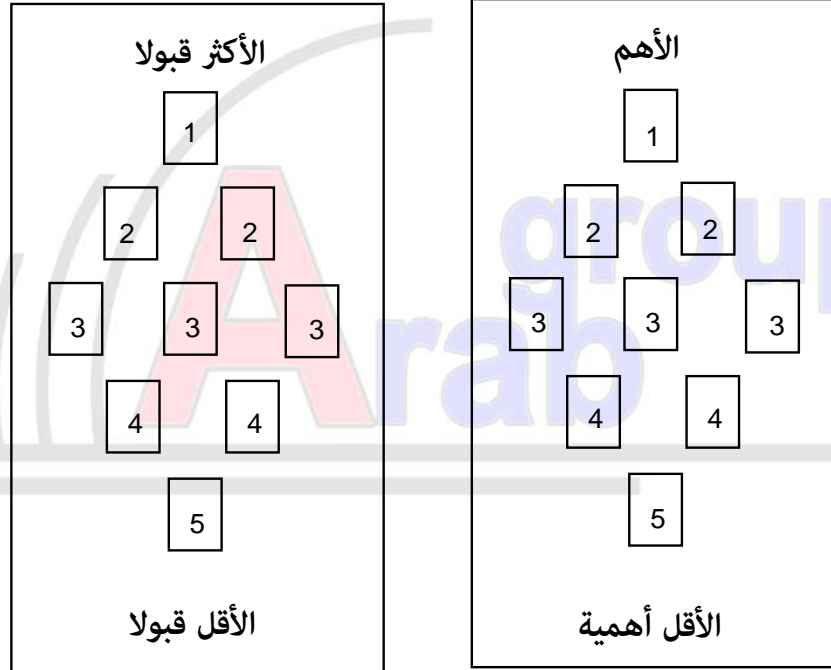 الأهم
1
2 2
3 3 3
4 4
5
الأقل أهمية
الأكثر قبولا
1
2 2
3 3 3
4 4
5
الأقل قبولا
Arab group